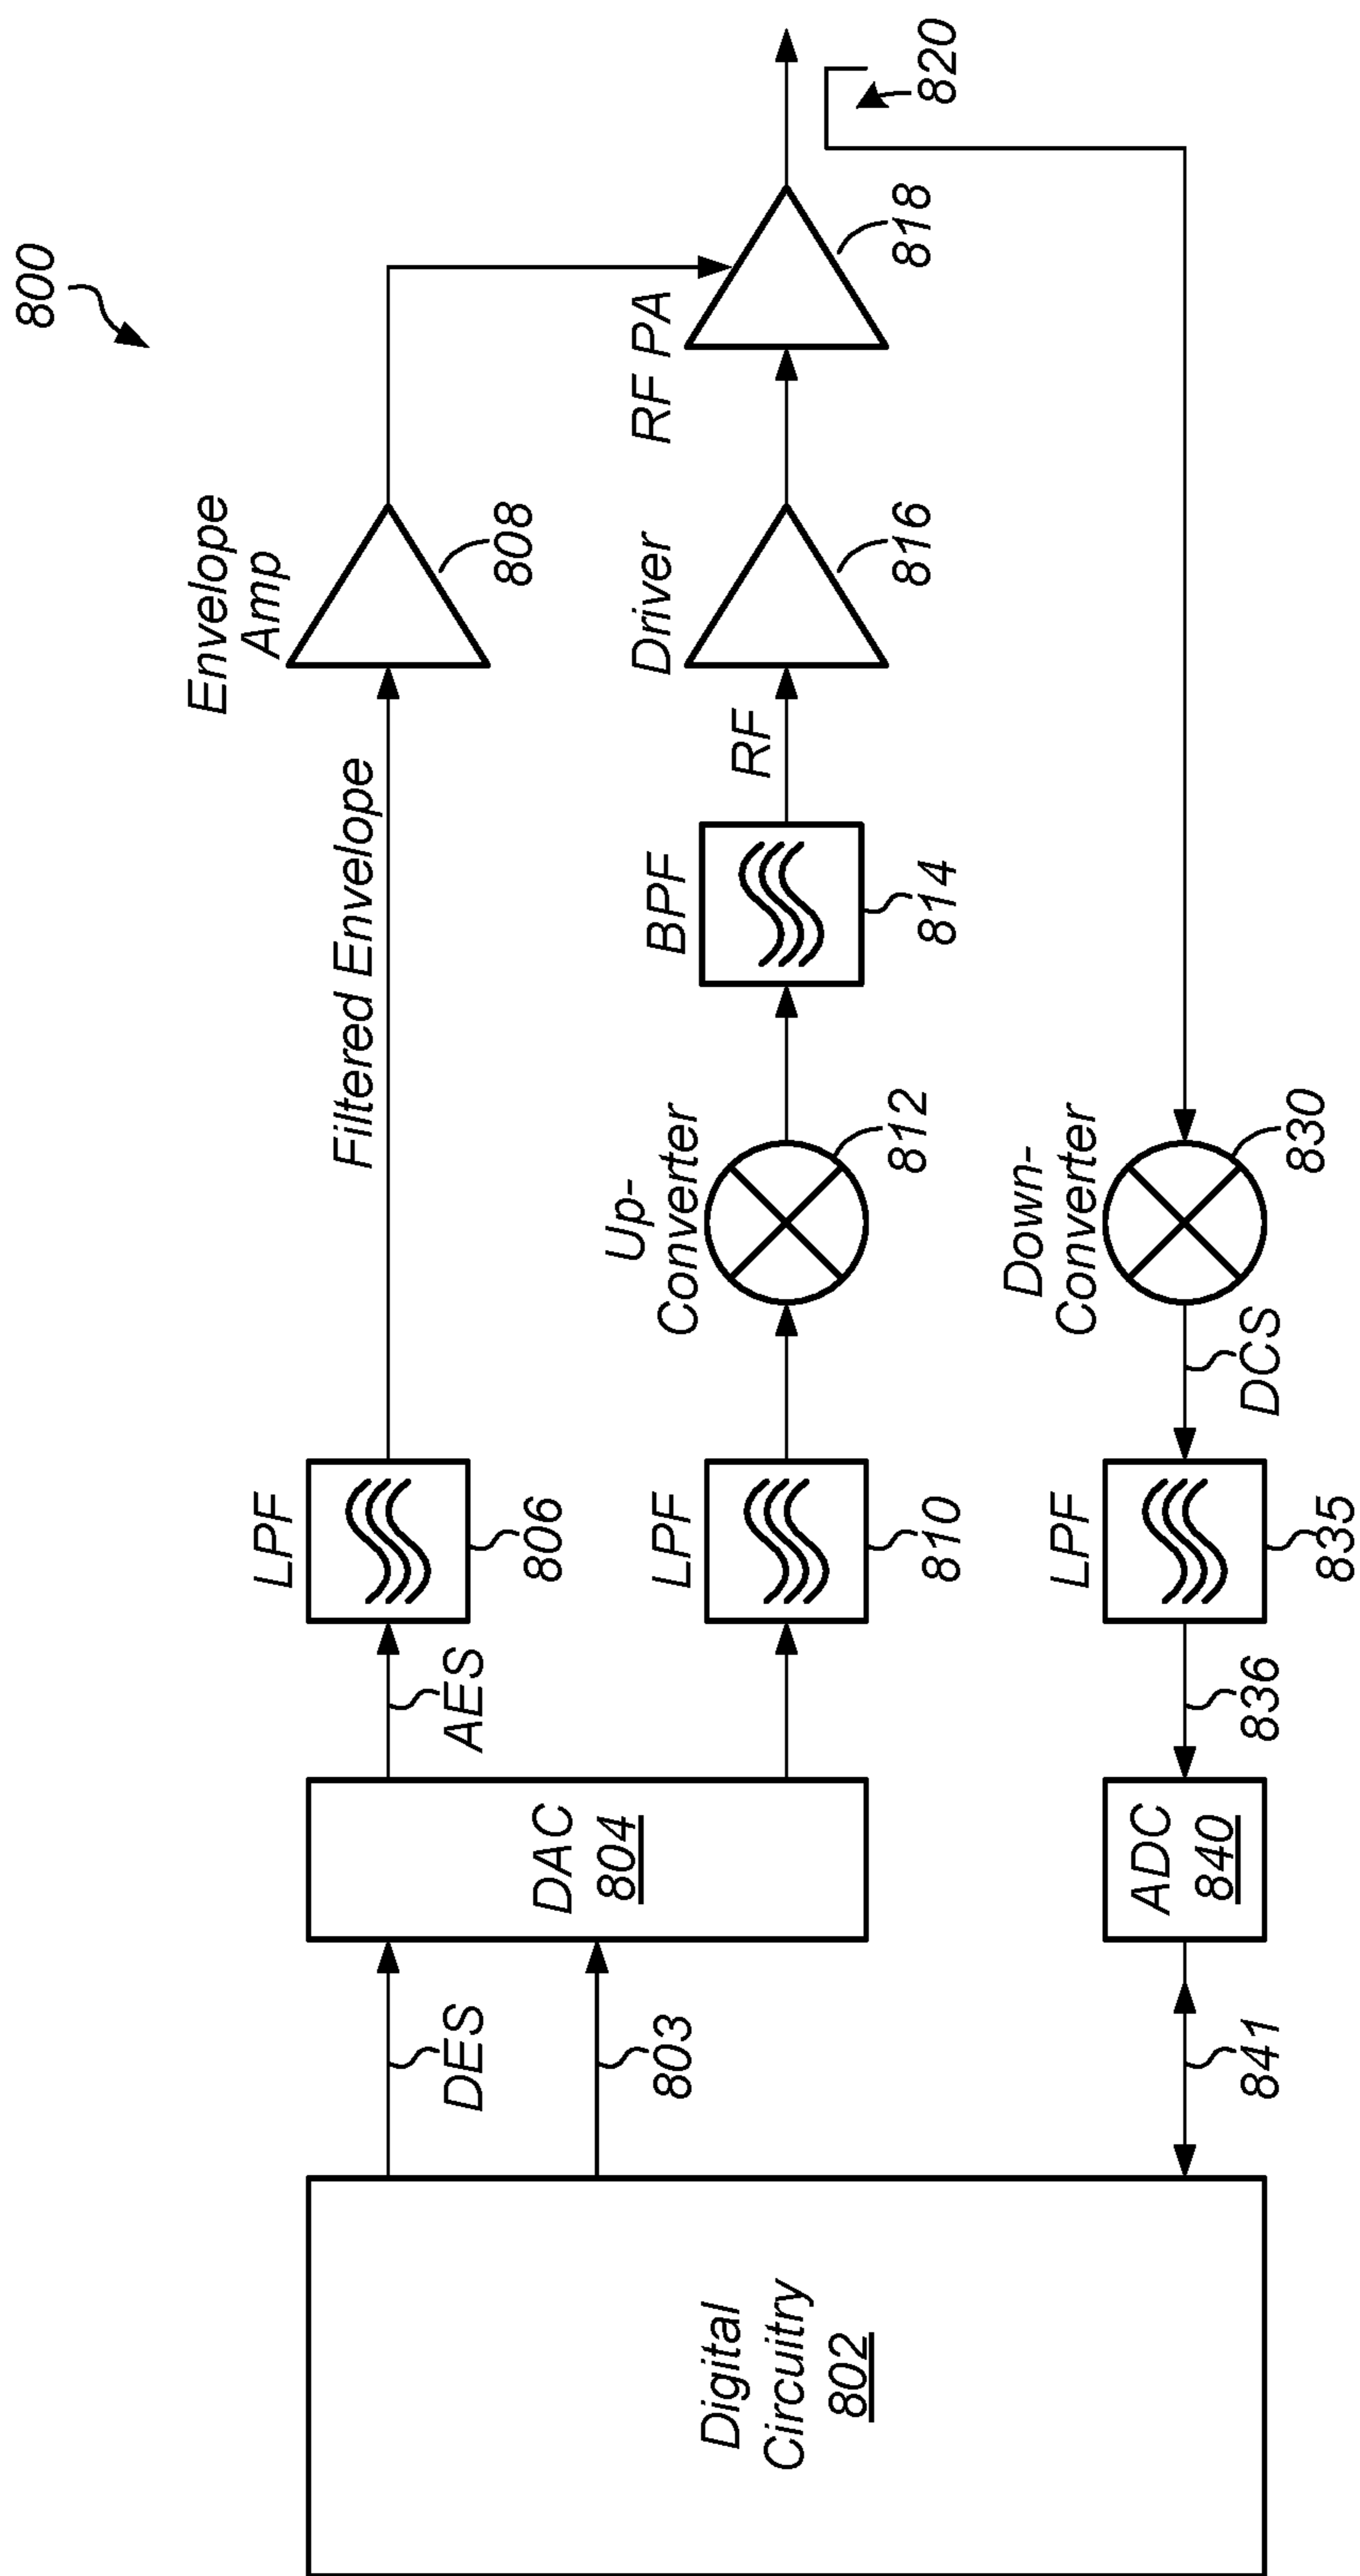 800
Envelope
Amp
808
Filtered Envelope
LPF
806
AES
DES
RF PA
818
820
Driver
816
RF
BPF
814
Up-
Converter
812
LPF
810
DAC
804
803
Digital
Circuitry
802
Down-
Converter
830
DCS
LPF
835
836
ADC
840
841